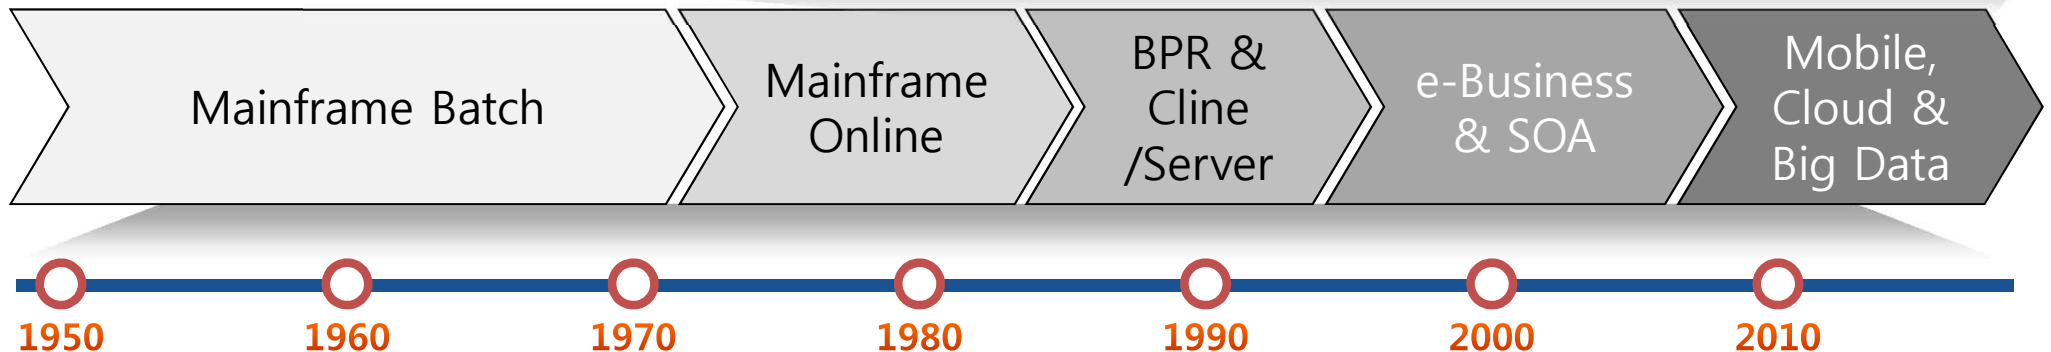 Mainframe Batch
Mainframe
Online
BPR &
Cline
/Server
e-Business
& SOA
Mobile,
Cloud &
Big Data
1950 1960 1970 1980 1990 2000 2010